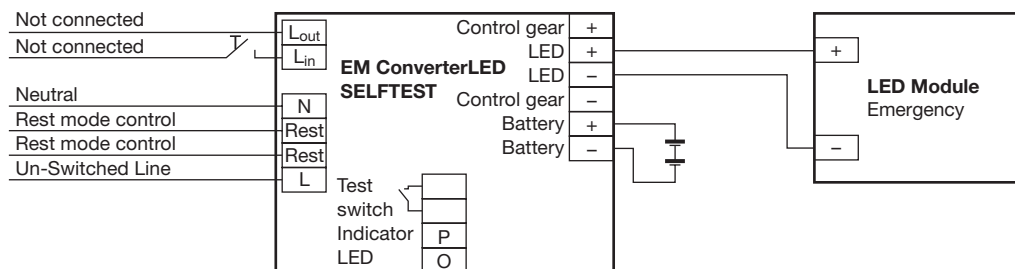 Not connected
Not connected
Neutral
Rest mode control
Rest mode control
Un-Switched Line
Lout
Lin
N
Rest
Rest
L
EM ConverterLED
SELFTEST
Test
switch
Indicator P
LED O
Control gear +
LED +
LED –
Control gear –
Battery +
Battery –
+
–
LED Module
Emergency